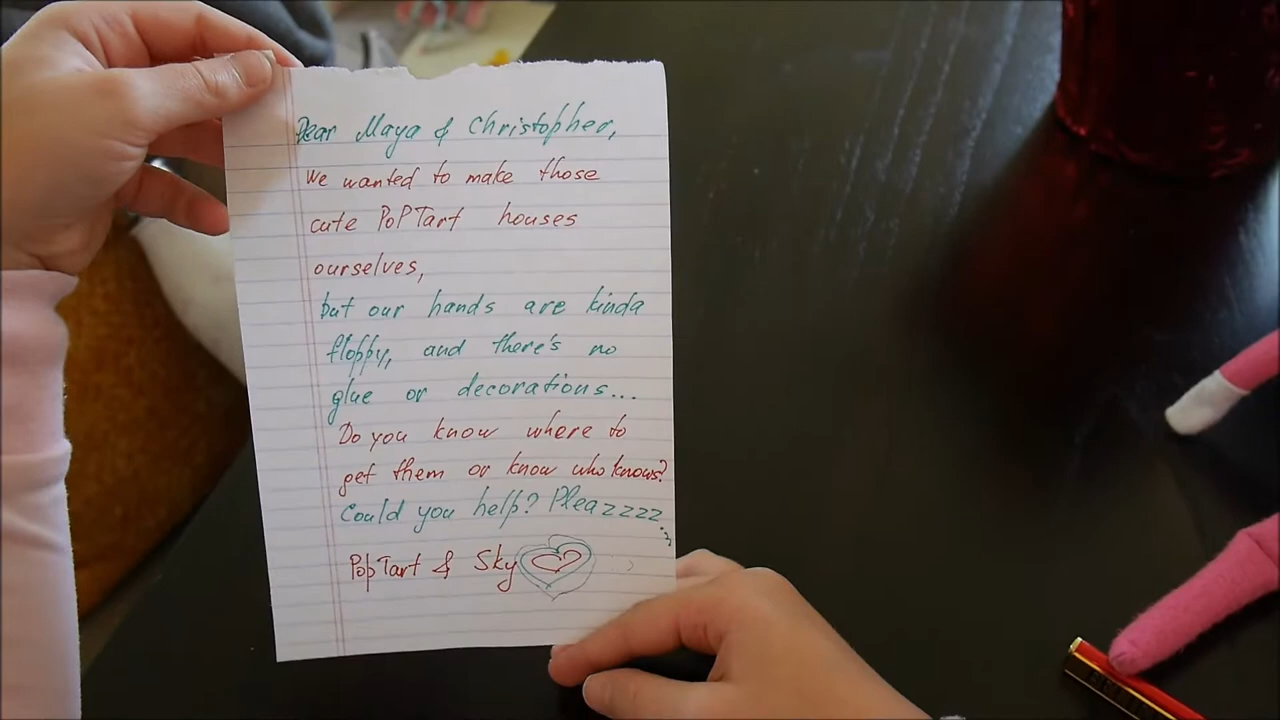 Dear Maya & Christopher,
We wanted to make those
cute PoPTart houses
ourselves,
but our hands are kinda
floppy, and there's no
glue or decorations...
Do you know where to
get them or know who knows?
Could you help? Pleazzzz
:3
PopTart & Sky